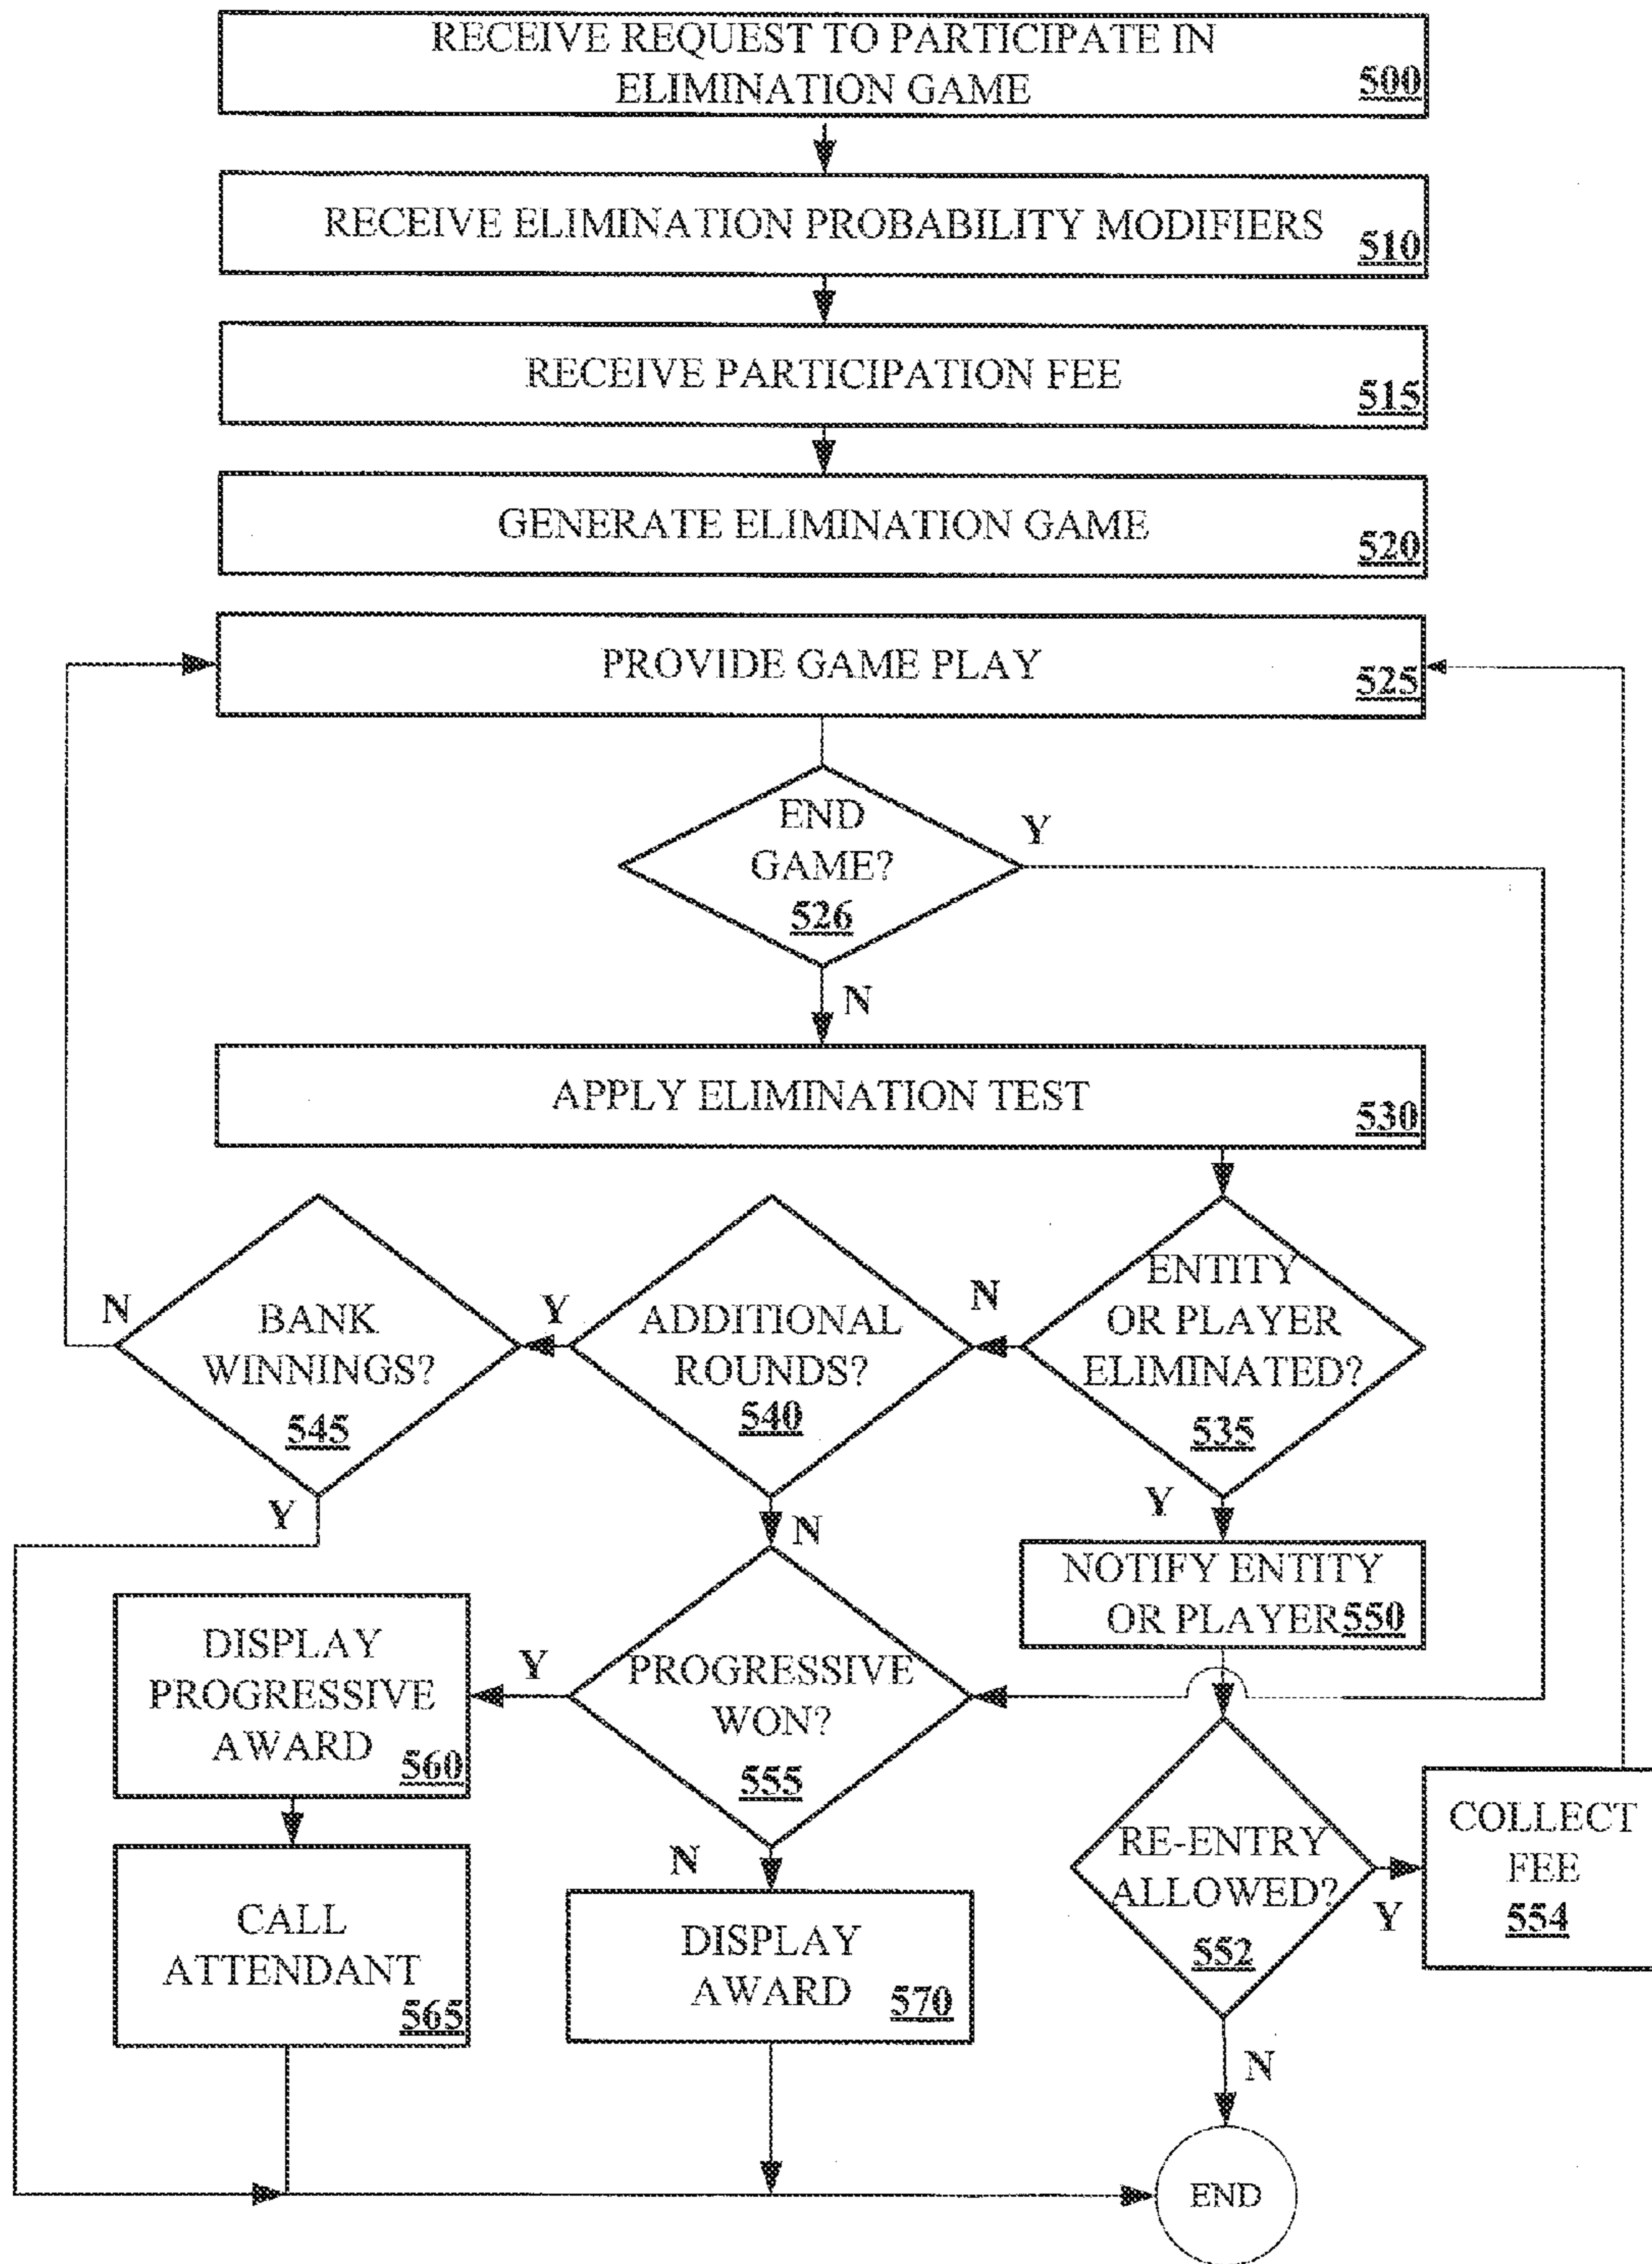 RECEIVE REQUEST TO PARTICIPATE IN
ELIMINATION GAME
500
RECEIVE ELIMINATION PROBABILITY MODIFIERS
510
RECEIVE PARTICIPATION FEE
515
GENERATE ELIMINATION GAME
520
PROVIDE GAME PLAY
525
END
GAME?
526
Y
N
APPLY ELIMINATION TEST
530
N
BANK
WINNINGS?
545
Y
Y
ADDITIONAL
ROUNDS?
540
N
N
ENTITY
OR PLAYER
ELIMINATED?
535
Y
NOTIFY ENTITY
OR PLAYER 550
DISPLAY
PROGRESSIVE
AWARD
560
Y
PROGRESSIVE
WON?
555
N
CALL
ATTENDANT
565
DISPLAY
AWARD
570
RE-ENTRY
ALLOWED?
552
Y
N
COLLECT
FEE
554
END